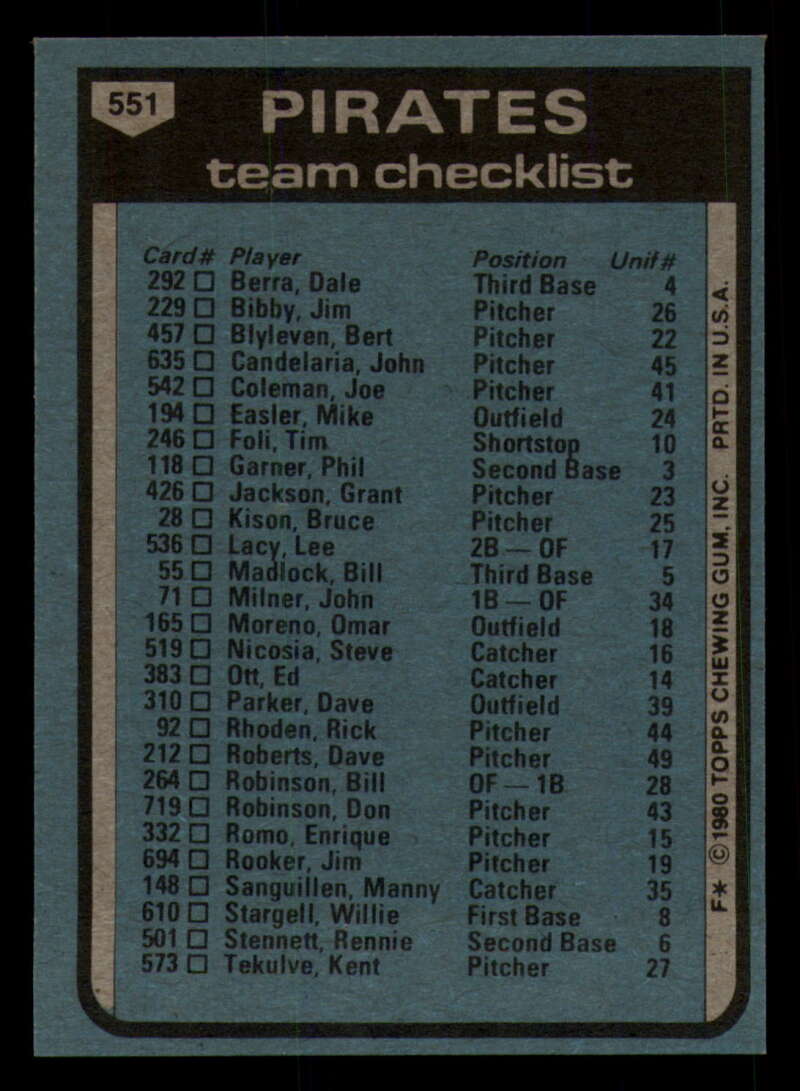 551
PIRATES
team checklist
Card# Player Position Unif#
292 □ Berra, Dale Third Base 4
229 □ Bibby, Jim Pitcher 26
457 □ Blyleven, Bert Pitcher 22
635 □ Candelaria, John Pitcher 45
542 □ Coleman, Joe Pitcher 41
194 □ Easler, Mike Outfield 24
246 □ Foli, Tim Shortstop 10
118 □ Garner, Phil Second Base 3
426 □ Jackson, Grant Pitcher 23
28 □ Kison, Bruce Pitcher 25
536 □ Lacy, Lee 2B — OF 17
55 □ Madlock, Bill Third Base 5
71 □ Milner, John 1B — OF 34
165 □ Moreno, Omar Outfield 18
519 □ Nicosia, Steve Catcher 16
383 □ Ott, Ed Catcher 14
310 □ Parker, Dave Outfield 39
92 □ Rhoden, Rick Pitcher 44
212 □ Roberts, Dave Pitcher 49
264 □ Robinson, Bill OF — 1B 28
719 □ Robinson, Don Pitcher 43
332 □ Romo, Enrique Pitcher 15
694 □ Rooker, Jim Pitcher 19
148 □ Sanguillen, Manny Catcher 35
610 □ Stargell, Willie First Base 8
501 □ Stennett, Rennie Second Base 6
573 □ Tekulve, Kent Pitcher 27
F* © 1980 TOPPS CHEWING GUM, INC. PRTD. IN U.S.A.